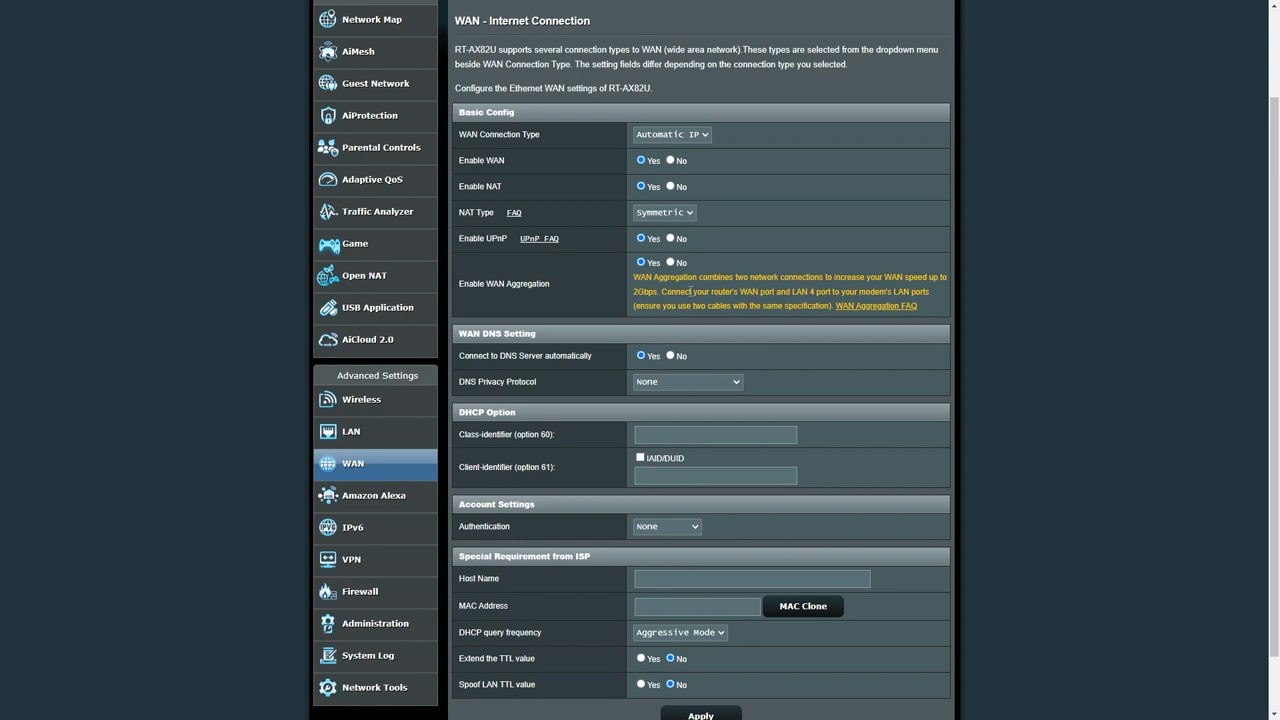 Network Map
AiMesh
Guest Network
AiProtection
Parental Controls
Adaptive QoS
Traffic Analyzer
Game
Open NAT
USB Application
AiCloud 2.0
Advanced Settings
Wireless
LAN
WAN
Amazon Alexa
IPv6
VPN
Firewall
Administration
System Log
Network Tools
WAN - Internet Connection
RT-AX82U supports several connection types to WAN (wide area network).These types are selected from the dropdown menu
beside WAN Connection Type. The setting fields differ depending on the connection type you selected.
Configure the Ethernet WAN settings of RT-AX82U.
Basic Config
WAN Connection Type Automatic IP
Enable WAN Yes No
Enable NAT Yes No
NAT Type FAQ Symmetric
Enable UPnP UPnP FAQ Yes No
Enable WAN Aggregation Yes No
WAN Aggregation combines two network connections to increase your WAN speed up to
2Gbps. Connect your router's WAN port and LAN 4 port to your modem's LAN ports
(ensure you use two cables with the same specification). WAN Aggregation FAQ
WAN DNS Setting
Connect to DNS Server automatically Yes No
DNS Privacy Protocol None
DHCP Option
Class-identifier (option 60):
Client-identifier (option 61): IAID/DUID
Account Settings
Authentication None
Special Requirement from ISP
Host Name
MAC Address MAC Clone
DHCP query frequency Aggressive Mode
Extend the TTL value Yes No
Spoof LAN TTL value Yes No
Apply